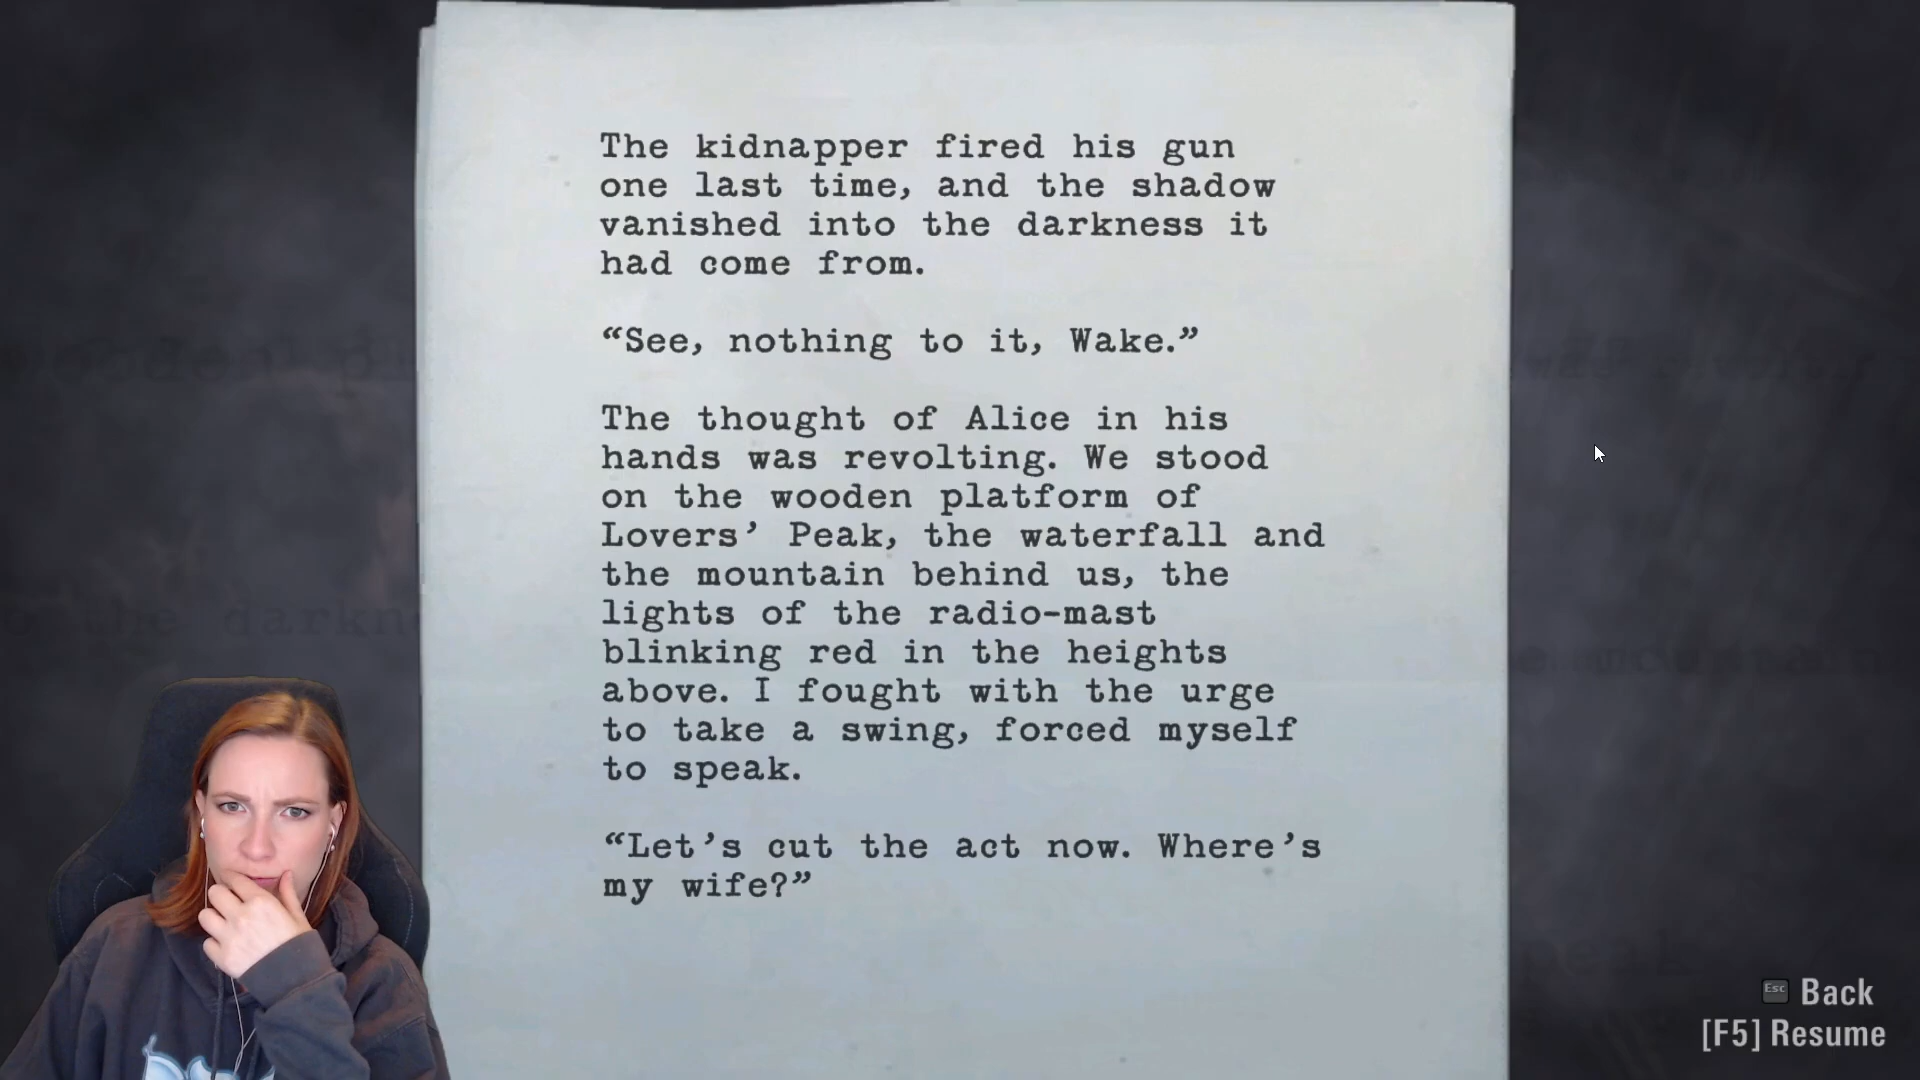 The kidnapper fired his gun
one last time, and the shadow
vanished into the darkness it
had come from.
“See, nothing to it, Wake.”
The thought of Alice in his
hands was revolting. We stood
on the wooden platform of
Lovers’ Peak, the waterfall and
the mountain behind us, the
lights of the radio-mast
blinking red in the heights
above. I fought with the urge
to take a swing, forced myself
to speak.
“Let’s cut the act now. Where’s
my wife?”
Esc Back
[F5] Resume